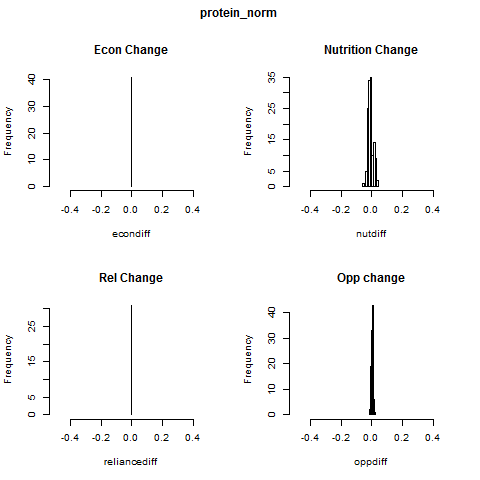 protein_norm
Econ Change
Frequency
0 10 20 30 40
-0.4 -0.2 0.0 0.2 0.4
econdiff
Nutrition Change
Frequency
0 5 15 25 35
-0.4 -0.2 0.0 0.2 0.4
nutdiff
Rel Change
Frequency
0 5 15 25
-0.4 -0.2 0.0 0.2 0.4
reliancediff
Opp change
Frequency
0 10 20 30 40
-0.4 -0.2 0.0 0.2 0.4
oppdiff